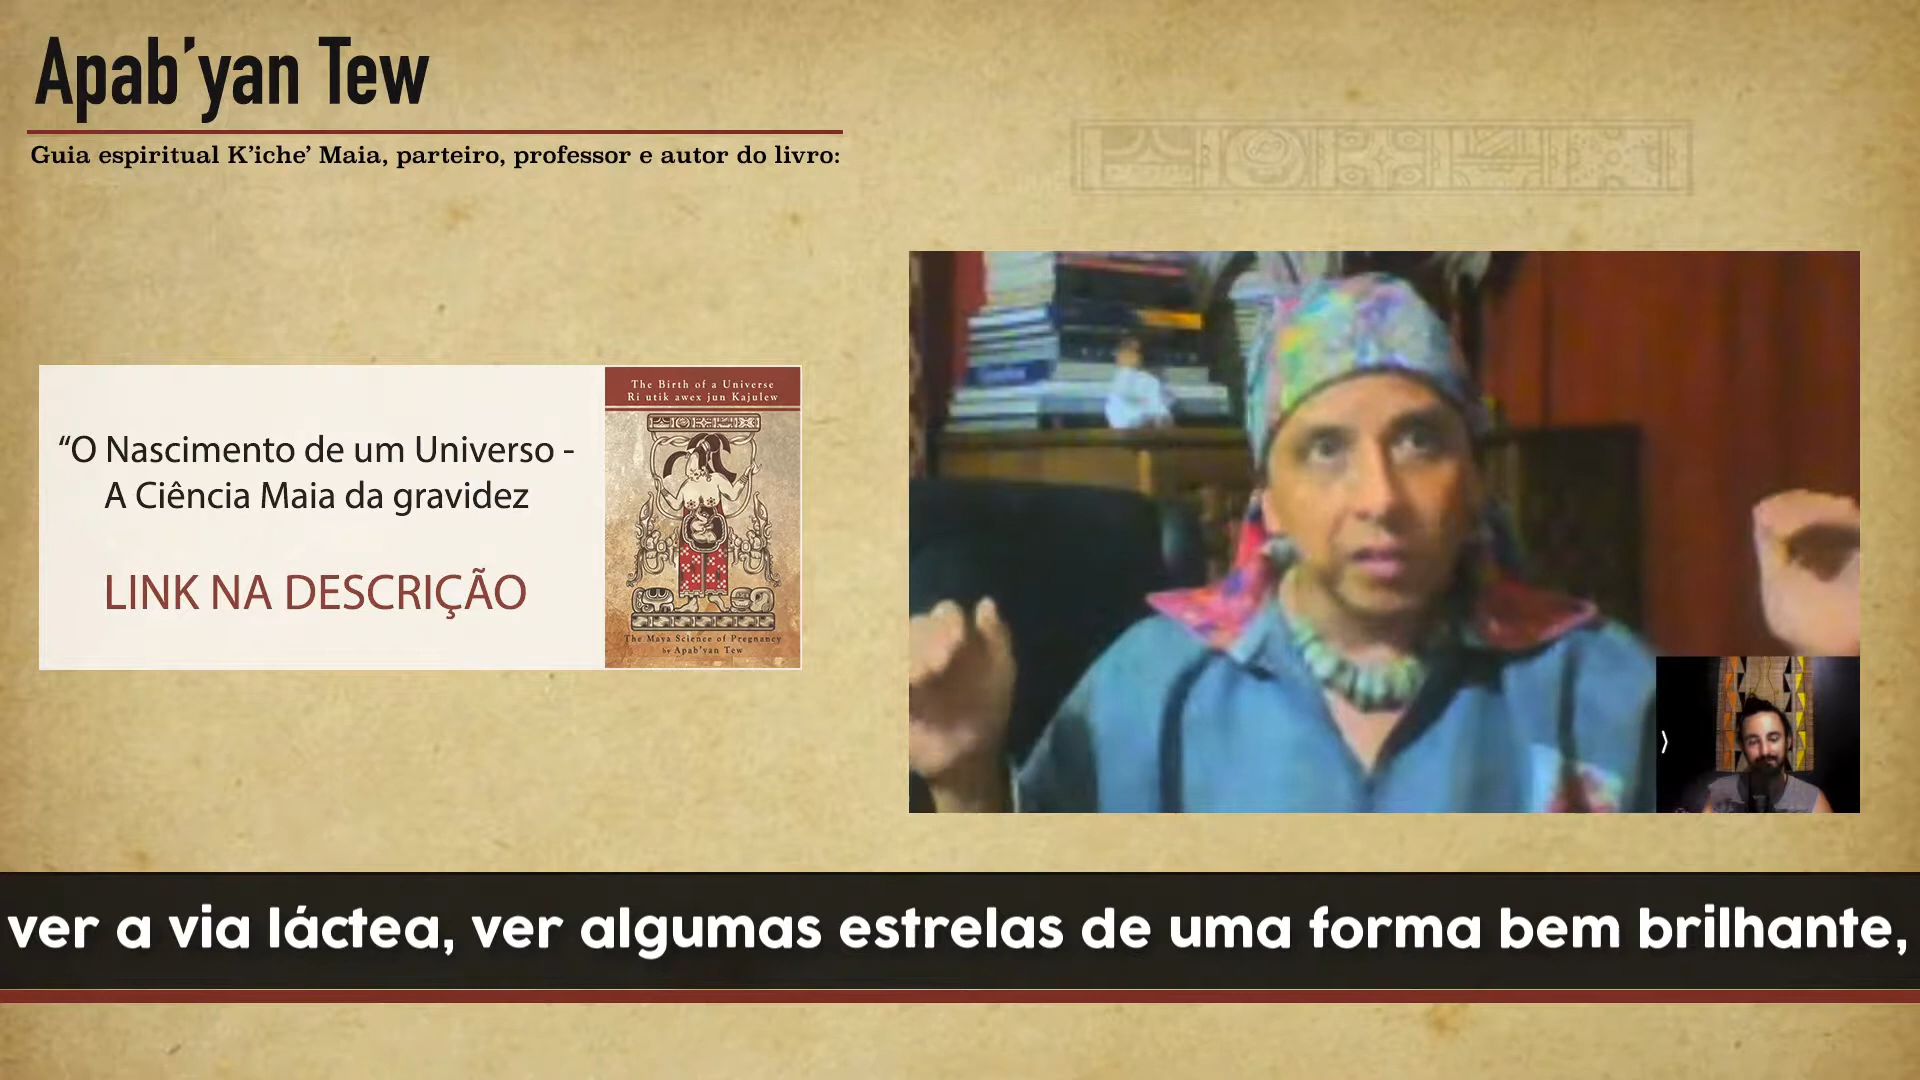 Apab'yan Tew
Guia espiritual K'iche' Maia, parteiro, professor e autor do livro:
“O Nascimento de um Universo -
A Ciência Maia da gravidez
LINK NA DESCRIÇÃO
The Birth of a Universe
Ri utik awex jun Kajulew
The Maya Science of Pregnancy
by Apab'yan Tew
ver a via láctea, ver algumas estrelas de uma forma bem brilhante,